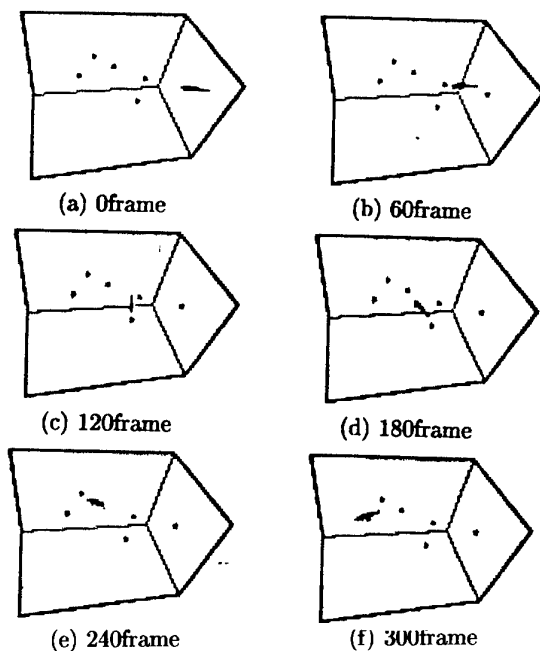 (a) 0frame
(b) 60frame
(c) 120frame
(d) 180frame
(e) 240frame
(f) 300frame